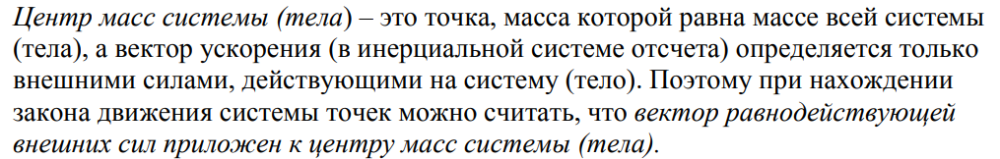 Центр масс системы (тела) – это точка, масса которой равна массе всей системы
(тела), а вектор ускорения (в инерциальной системе отсчета) определяется только
внешними силами, действующими на систему (тело). Поэтому при нахождении
закона движения системы точек можно считать, что вектор равнодействующей
внешних сил приложен к центру масс системы (тела).